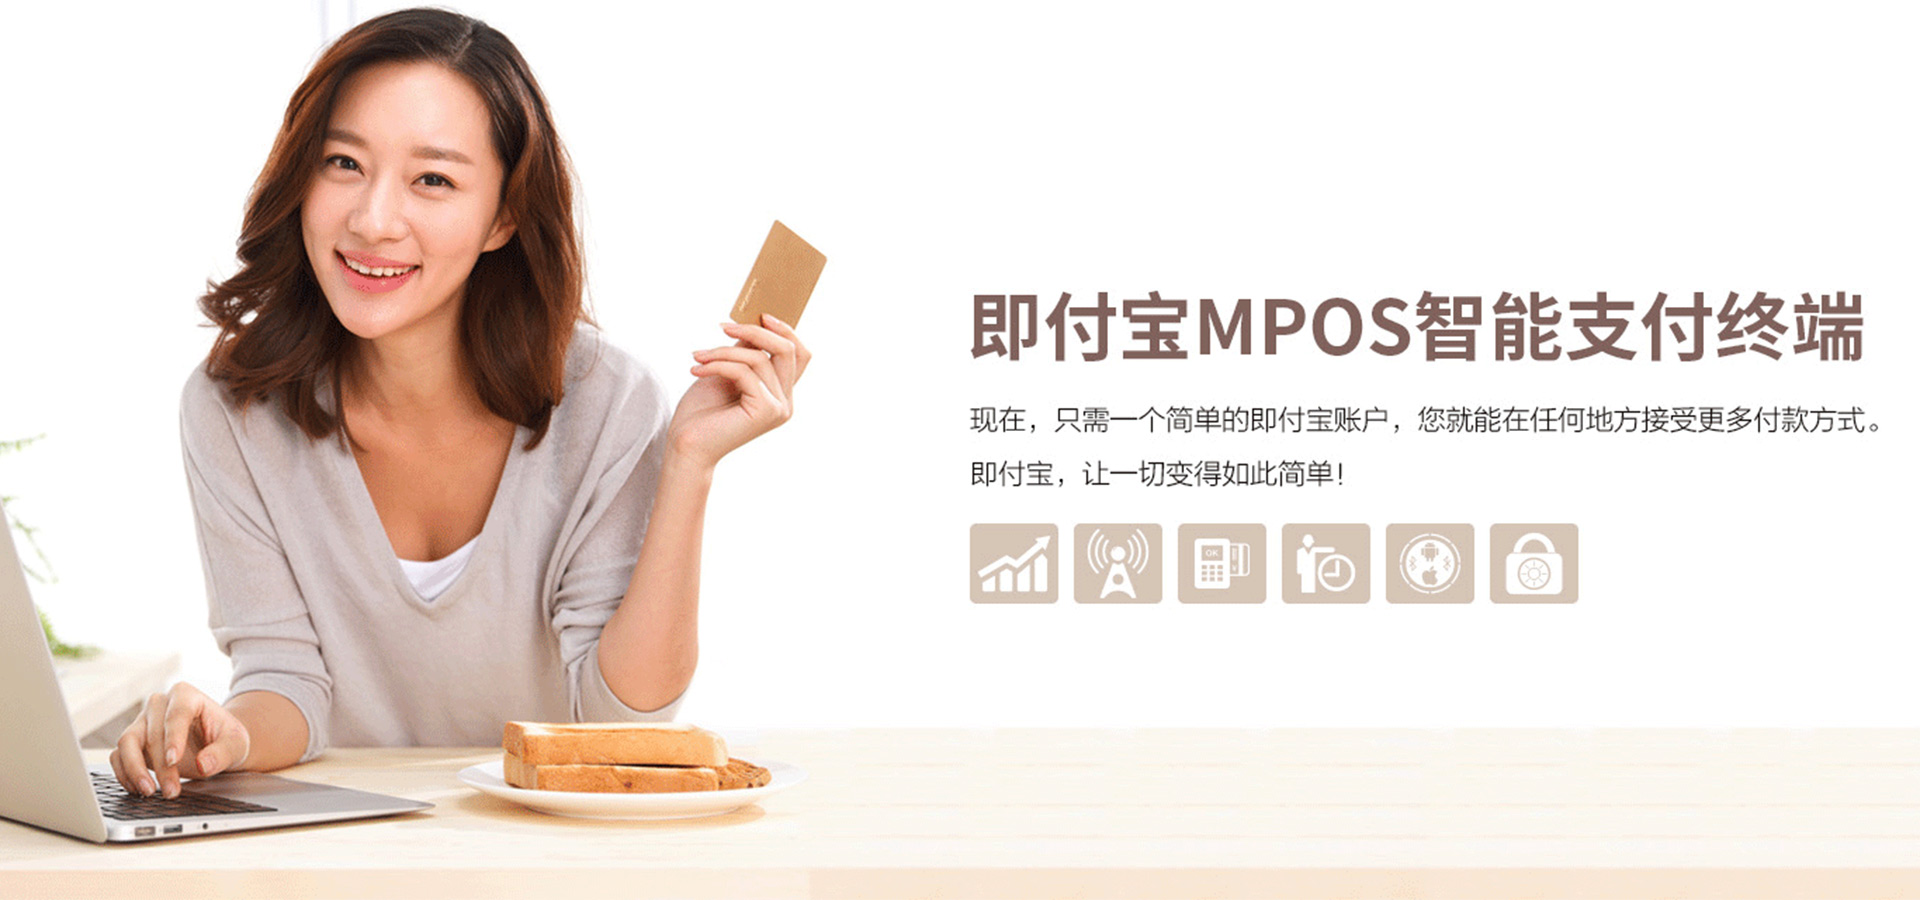 即付宝MPOS智能支付终端
现在，只需一个简单的即付宝账户，您就能在任何地方接受更多付款方式。
即付宝，让一切变得如此简单！
OK